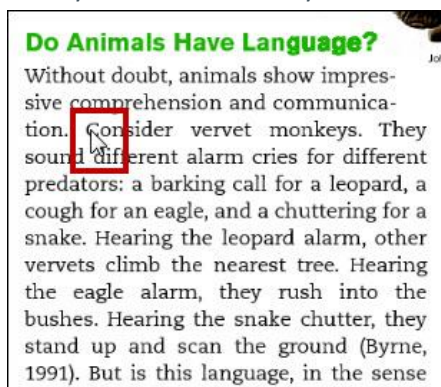 Do Animals Have Language?
Without doubt, animals show impres-
sive comprehension and communica-
tion. Consider vervet monkeys. They
sound different alarm cries for different
predators: a barking call for a leopard, a
cough for an eagle, and a chuttering for a
snake. Hearing the leopard alarm, other
vervets climb the nearest tree. Hearing
the eagle alarm, they rush into the
bushes. Hearing the snake chutter, they
stand up and scan the ground (Byrne,
1991). But is this language, in the sense